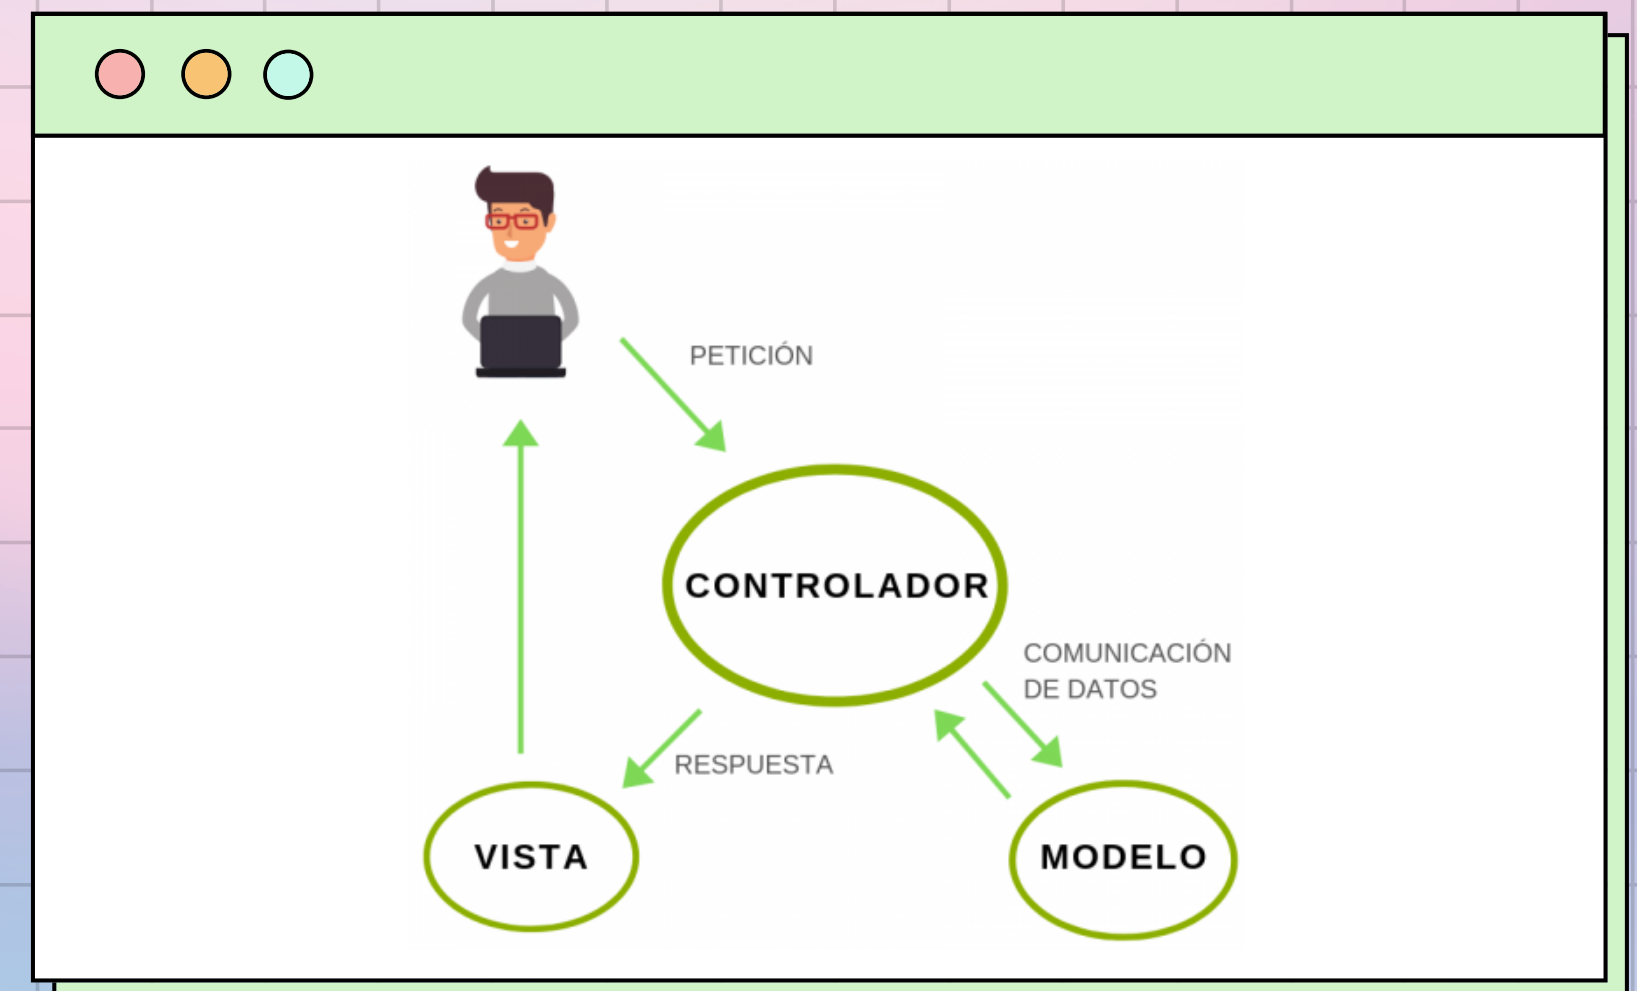 PETICIÓN
CONTROLADOR
COMUNICACIÓN
DE DATOS
RESPUESTA
VISTA
MODELO